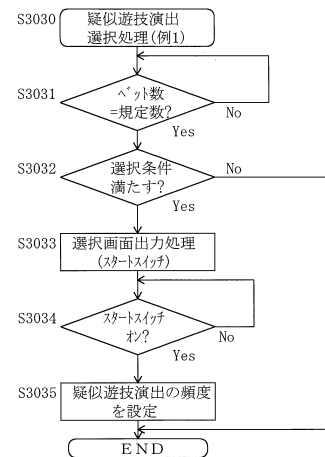 S3030
疑似遊技演出
選択処理(例1)
S3031
ベット数
=規定数?
No
Yes
S3032
選択条件
満たす?
No
Yes
S3033
選択画面出力処理
(スタートスイッチ)
S3034
スタートスイッチ
オン?
No
Yes
S3035
疑似遊技演出の頻度
を設定
END